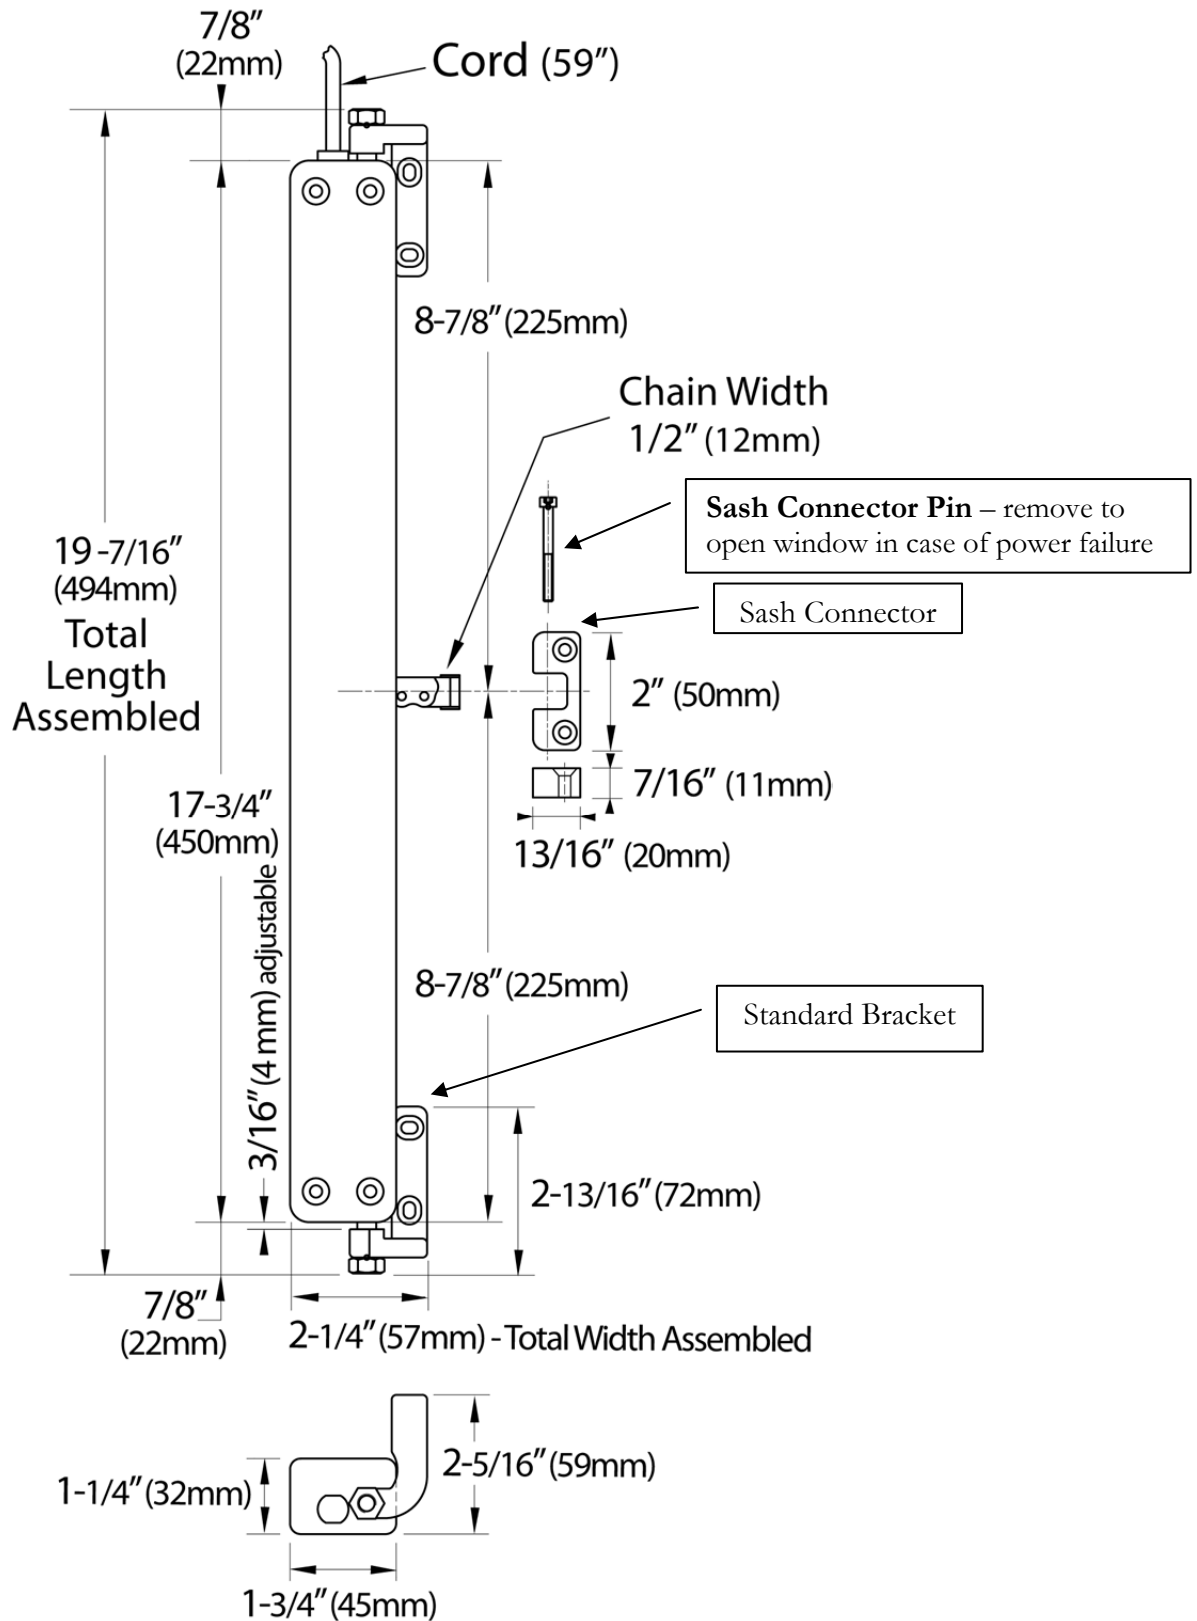 7/8"
(22mm)
Cord (59")
8-7/8" (225mm)
Chain Width
1/2" (12mm)
Sash Connector Pin – remove to
open window in case of power failure
Sash Connector
19 -7/16"
(494mm)
Total
Length
Assembled
2" (50mm)
7/16" (11mm)
13/16" (20mm)
17-3/4"
(450mm)
3/16" (4 mm) adjustable
8-7/8" (225mm)
Standard Bracket
2-13/16" (72mm)
7/8"
(22mm)
2-1/4" (57mm) - Total Width Assembled
2-5/16" (59mm)
1-1/4" (32mm)
1-3/4" (45mm)